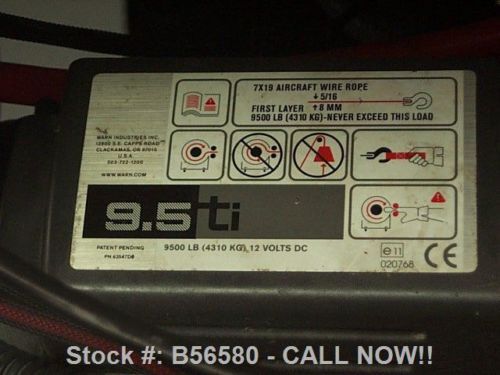 7X19 AIRCRAFT WIRE ROPE
↓5/16
FIRST LAYER ↑8 MM
9500 LB (4310 KG)-NEVER EXCEED THIS LOAD
WARN INDUSTRIES INC.
12900 S.E. CAPPS ROAD
CLACKAMAS, OR 97015
U.S.A.
503-722-1200
WWW.WARN.COM
9.5ti
PATENT PENDING
9500 LB (4310 KG), 12 VOLTS DC
e11
020768
CE
Stock #: B56580 - CALL NOW!!